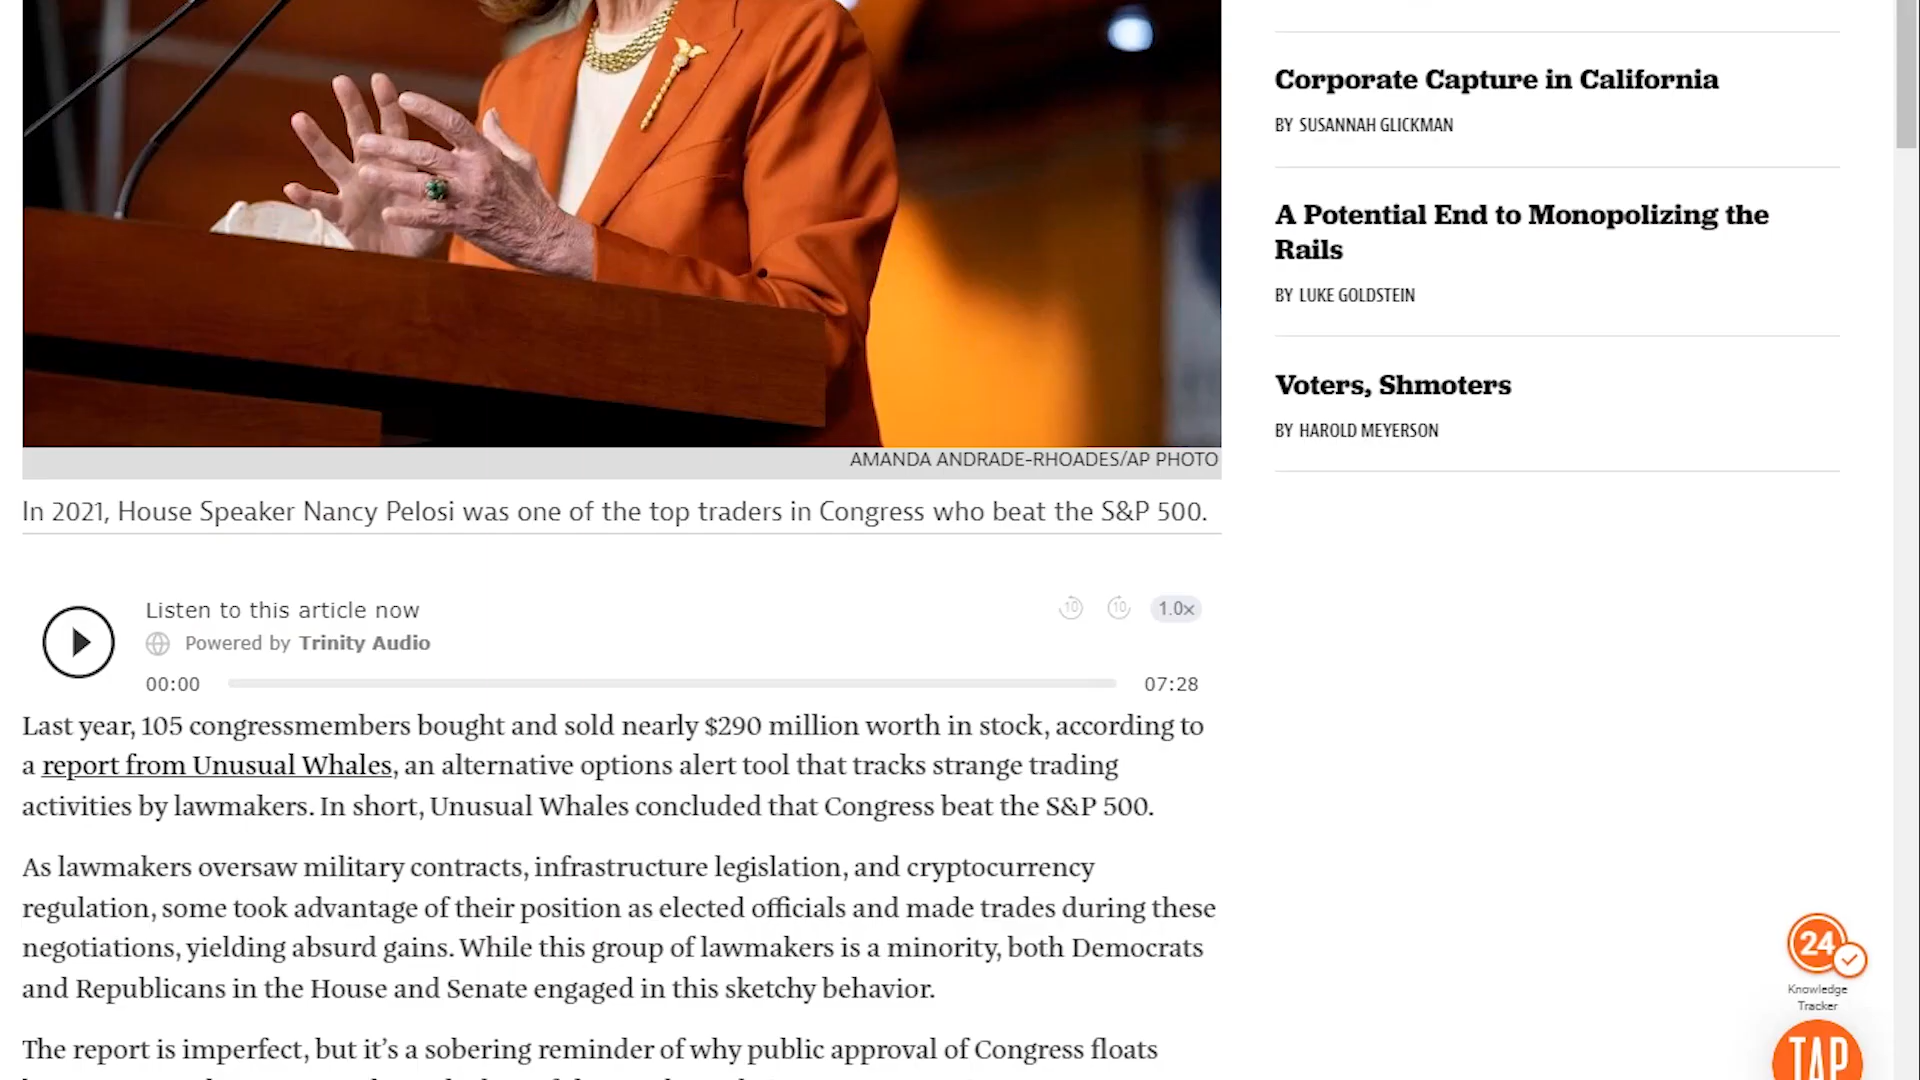 AMANDA ANDRADE-RHOADES/AP PHOTO
In 2021, House Speaker Nancy Pelosi was one of the top traders in Congress who beat the S&P 500.
Listen to this article now
10
10
1.0x
Powered by Trinity Audio
00:00
07:28
Last year, 105 congressmembers bought and sold nearly $290 million worth in stock, according to
a report from Unusual Whales, an alternative options alert tool that tracks strange trading
activities by lawmakers. In short, Unusual Whales concluded that Congress beat the S&P 500.
As lawmakers oversaw military contracts, infrastructure legislation, and cryptocurrency
regulation, some took advantage of their position as elected officials and made trades during these
negotiations, yielding absurd gains. While this group of lawmakers is a minority, both Democrats
and Republicans in the House and Senate engaged in this sketchy behavior.
The report is imperfect, but it’s a sobering reminder of why public approval of Congress floats
Corporate Capture in California
BY SUSANNAH GLICKMAN
A Potential End to Monopolizing the
Rails
BY LUKE GOLDSTEIN
Voters, Shmoters
BY HAROLD MEYERSON
24
Knowledge
Tracker
TAP